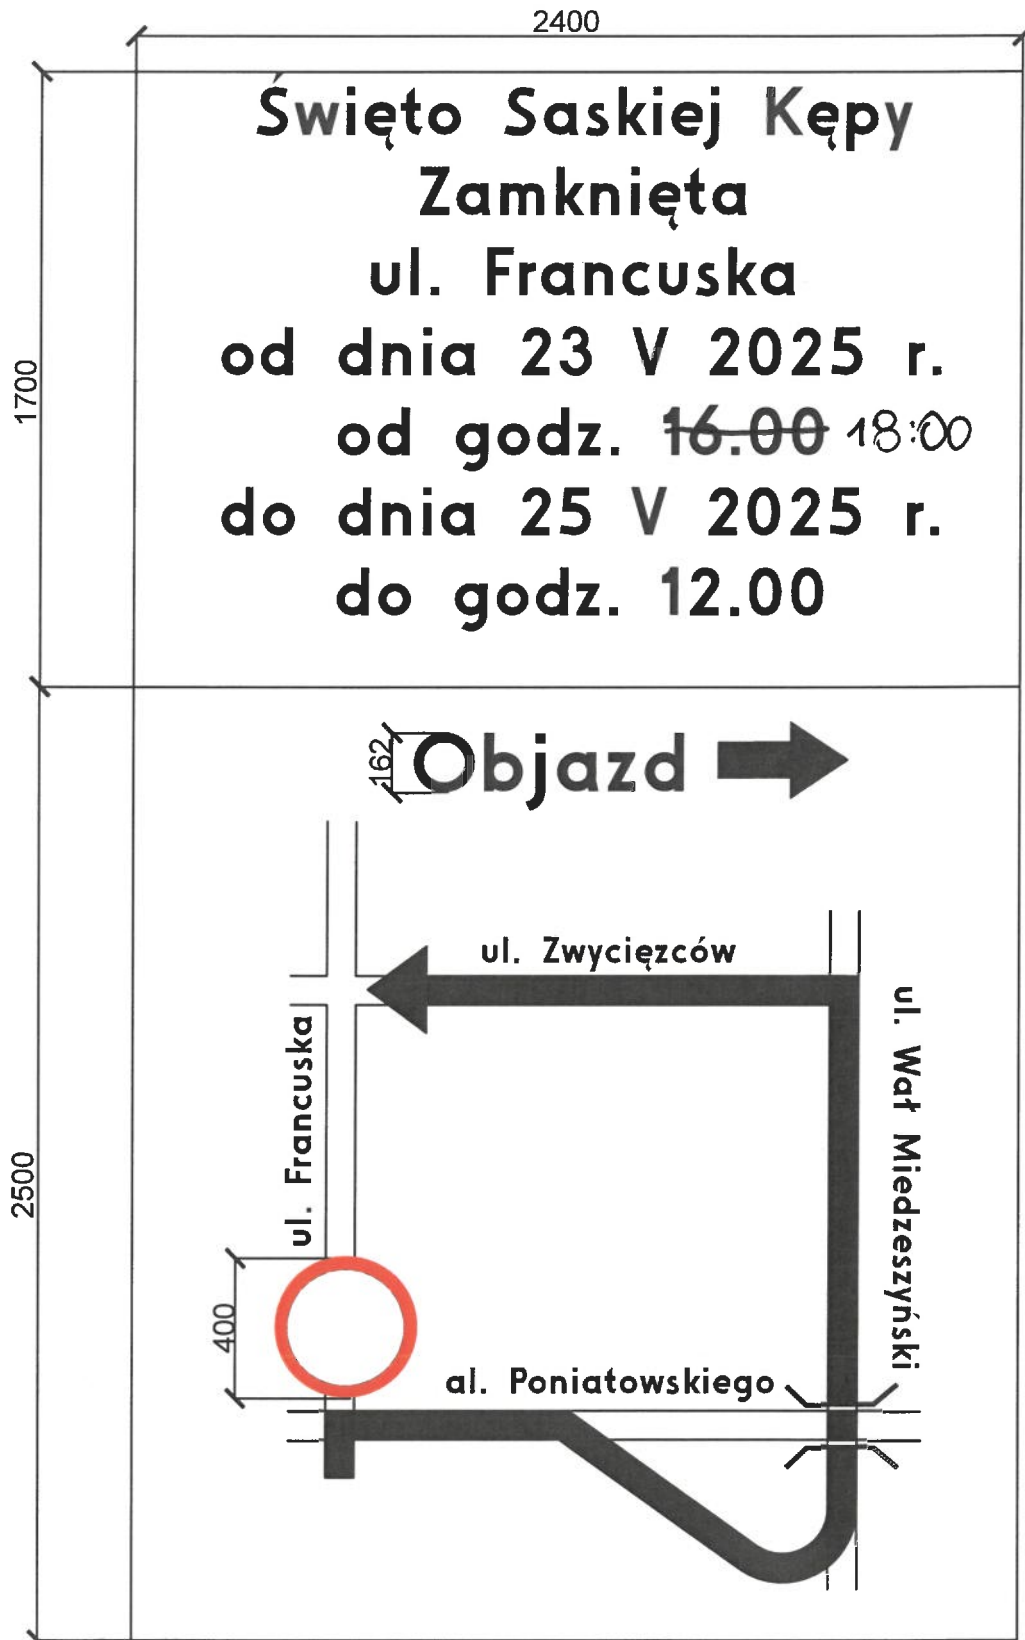 2400
Święto Saskiej Kępy
Zamknięta
ul. Francuska
od dnia 23 V 2025 r.
od godz. 16.00 18:00
do dnia 25 V 2025 r.
do godz. 12.00
1700
162
Objazd
ul. Zwycięzców
ul. Francuska
ul. Wał Miedzeszyński
2500
400
al. Poniatowskiego